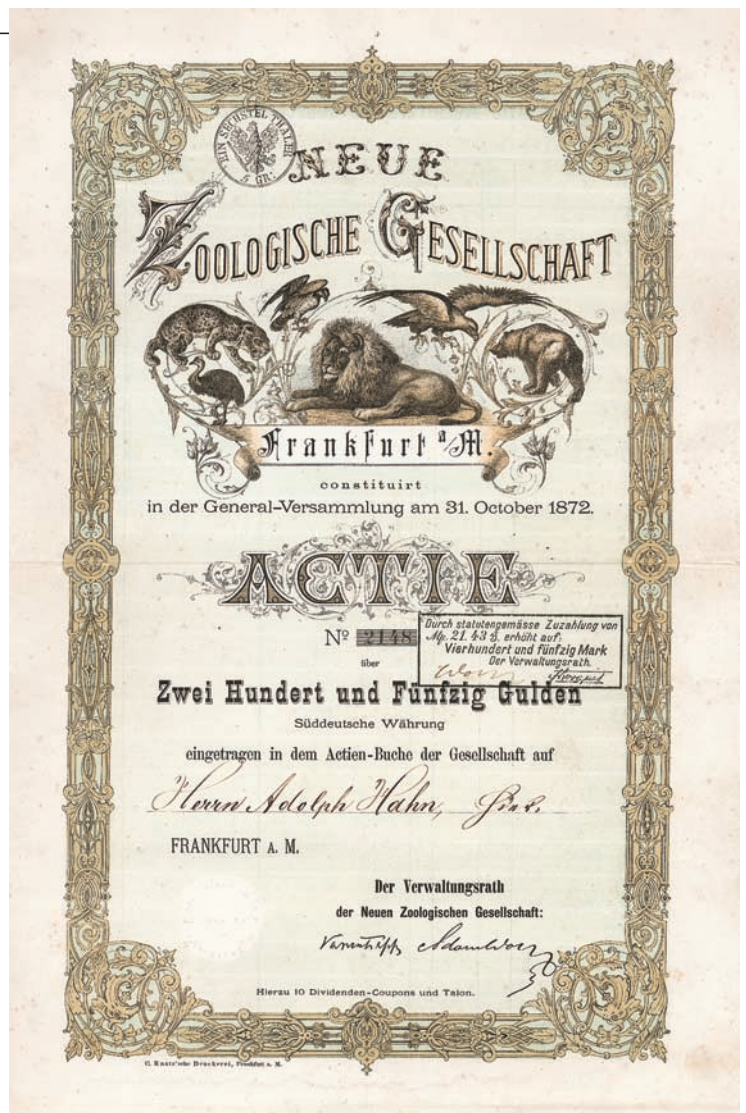 EIN SECHSTEL THALER
5 GR:
NEUE
ZOOLOGISCHE GESELLSCHAFT
Frankfurt a/M.
constituirt
in der General-Versammlung am 31. October 1872.
ACTIE
Nº 2148
Durch statutengemässe Zuzahlung von
Mk. 21. 43 ₰. erhöht auf:
Vierhundert und fünfzig Mark
Der Verwaltungsrath.
über
Zwei Hundert und Fünfzig Gulden
Süddeutsche Währung
eingetragen in dem Actien-Buche der Gesellschaft auf
Herrn Adolph Hahn, hier.
FRANKFURT A. M.
Der Verwaltungsrath
der Neuen Zoologischen Gesellschaft:
Hierzu 10 Dividenden-Coupons und Talon.
C. Knatz'sche Druckerei, Frankfurt a. M.